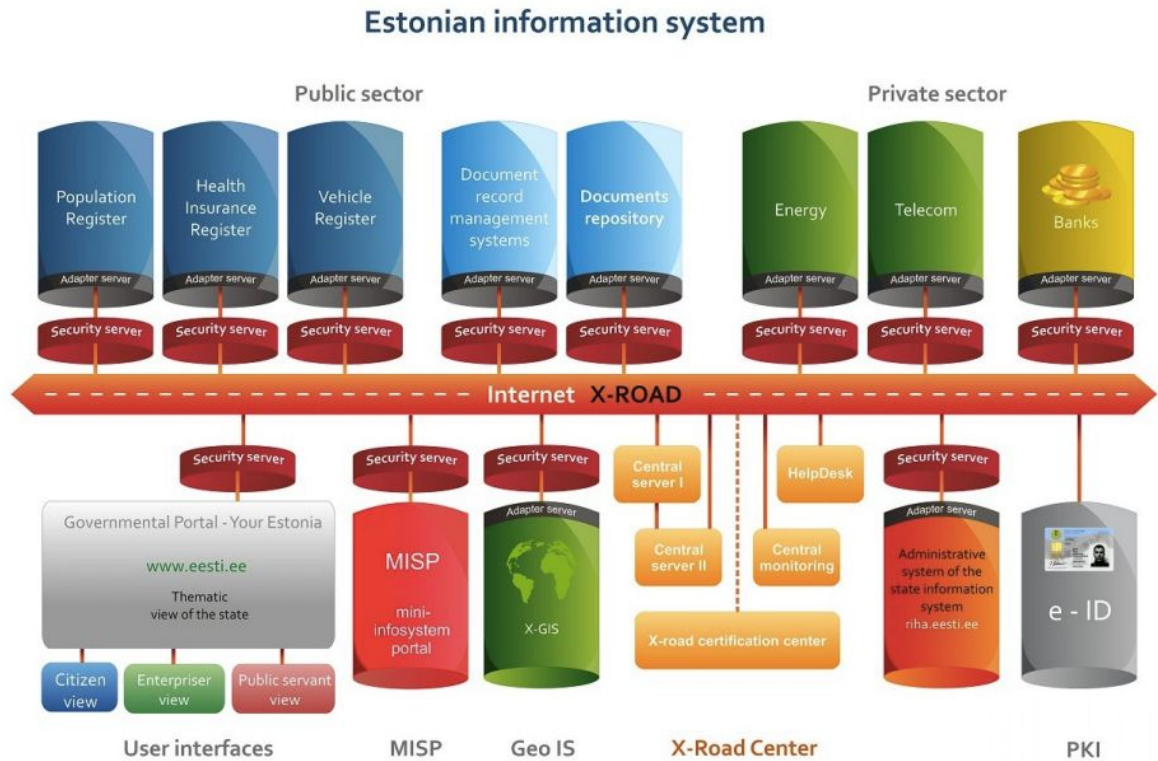 Estonian information system
Public sector
Private sector
Population
Register
Health
Insurance
Register
Vehicle
Register
Document
record
management
systems
Documents
repository
Energy
Telecom
Banks
Adapter server
Adapter server
Adapter server
Adapter server
Adapter server
Adapter server
Adapter server
Adapter server
Security server
Security server
Security server
Security server
Security server
Security server
Security server
Security server
Internet X-ROAD
Security server
Security server
Security server
Central
server I
HelpDesk
Security server
Governmental Portal - Your Estonia
www.eesti.ee
Thematic
view of the state
Citizen
view
Enterpriser
view
Public servant
view
MISP
mini-
infosystem
portal
Adapter server
X-GIS
Central
server II
Central
monitoring
X-road certification center
Adapter server
Administrative
system of the
state information
system
riha.eesti.ee
e - ID
User interfaces
MISP
Geo IS
X-Road Center
PKI